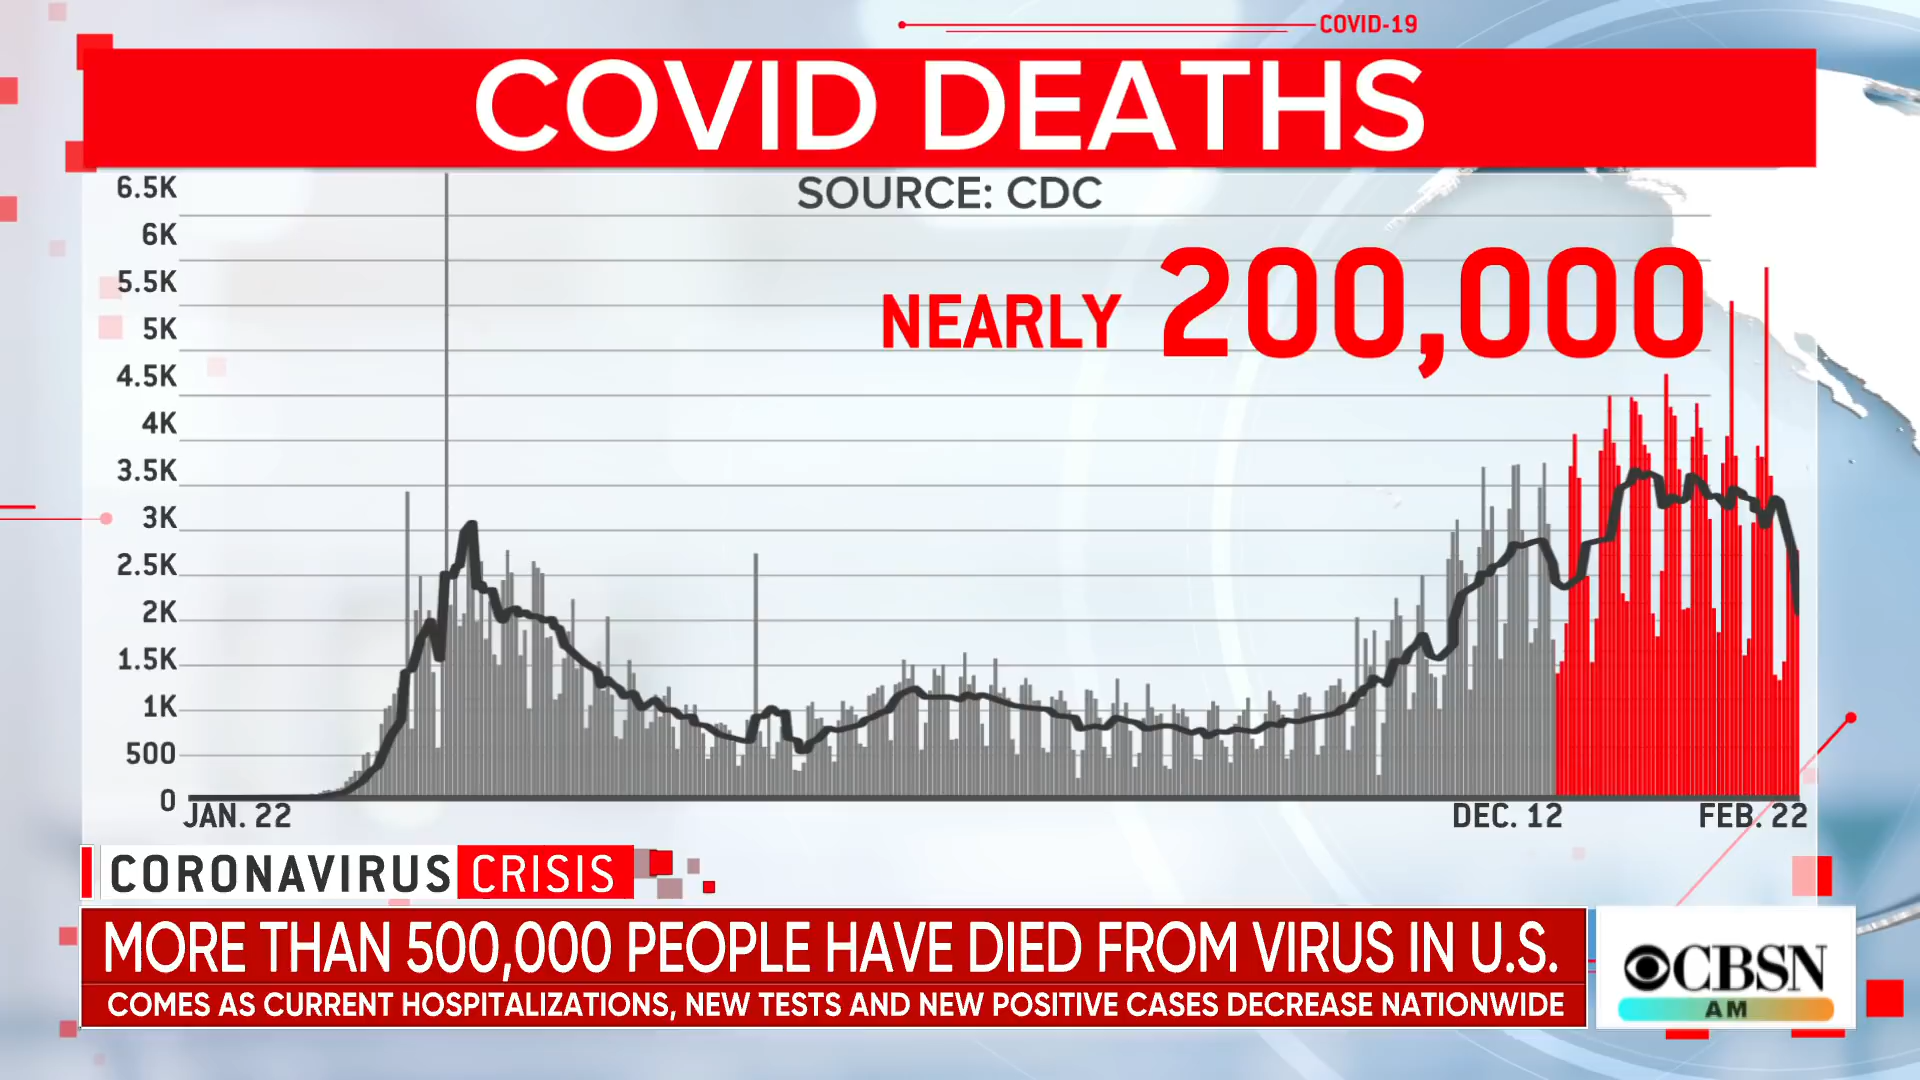 COVID-19
COVID DEATHS
SOURCE: CDC
NEARLY 200,000
6.5K
6K
5.5K
5K
4.5K
4K
3.5K
3K
2.5K
2K
1.5K
1K
500
0
JAN. 22
DEC. 12
FEB. 22
CORONAVIRUS CRISIS
MORE THAN 500,000 PEOPLE HAVE DIED FROM VIRUS IN U.S.
COMES AS CURRENT HOSPITALIZATIONS, NEW TESTS AND NEW POSITIVE CASES DECREASE NATIONWIDE
CBSN
AM